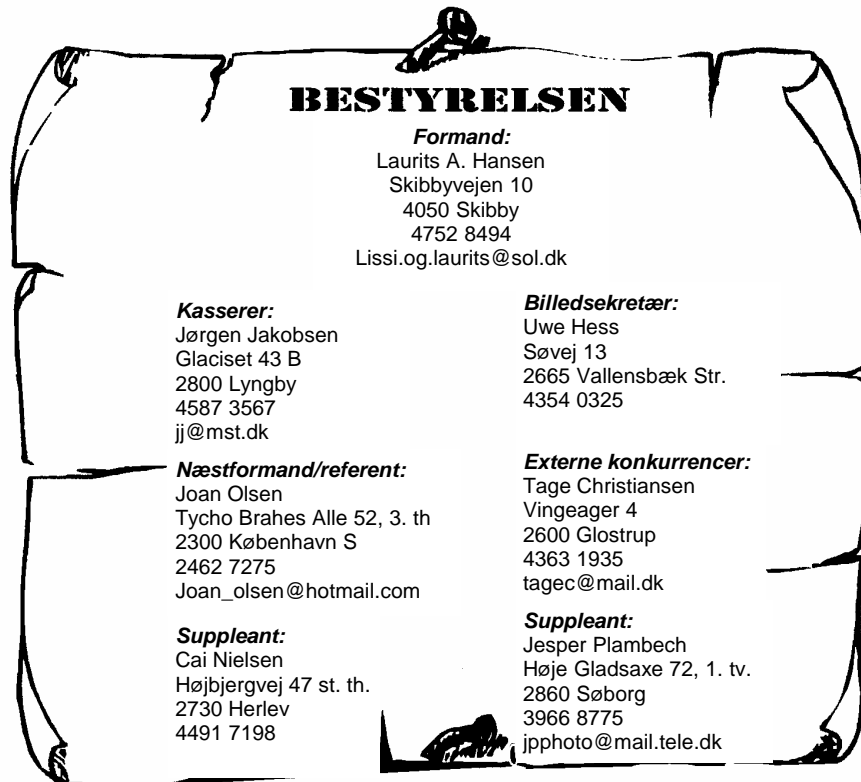 BESTYRELSEN
Formand:
Laurits A. Hansen
Skibbyvejen 10
4050 Skibby
4752 8494
Lissi.og.laurits@sol.dk
Kasserer:
Jørgen Jakobsen
Glaciset 43 B
2800 Lyngby
4587 3567
jj@mst.dk
Billedsekretær:
Uwe Hess
Søvej 13
2665 Vallensbæk Str.
4354 0325
Næstformand/referent:
Joan Olsen
Tycho Brahes Alle 52, 3. th
2300 København S
2462 7275
Joan_olsen@hotmail.com
Externe konkurrencer:
Tage Christiansen
Vingeager 4
2600 Glostrup
4363 1935
tagec@mail.dk
Suppleant:
Cai Nielsen
Højbjergvej 47 st. th.
2730 Herlev
4491 7198
Suppleant:
Jesper Plambech
Høje Gladsaxe 72, 1. tv.
2860 Søborg
3966 8775
jpphoto@mail.tele.dk